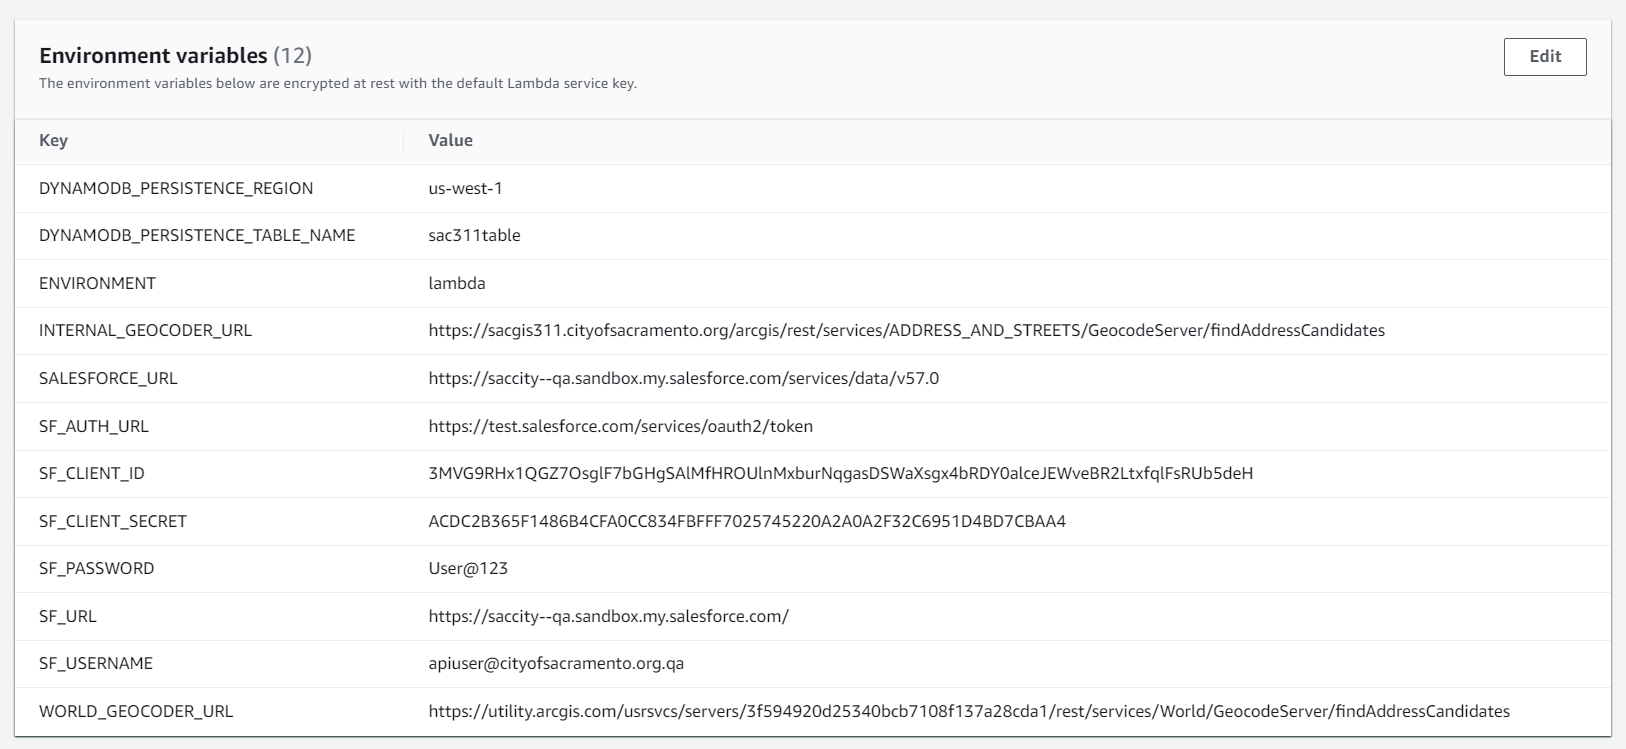 Environment variables (12)
Edit
The environment variables below are encrypted at rest with the default Lambda service key.
Key Value
DYNAMODB_PERSISTENCE_REGION us-west-1
DYNAMODB_PERSISTENCE_TABLE_NAME sac311table
ENVIRONMENT lambda
INTERNAL_GEOCODER_URL https://sacgis311.cityofsacramento.org/arcgis/rest/services/ADDRESS_AND_STREETS/GeocodeServer/findAddressCandidates
SALESFORCE_URL https://saccity--qa.sandbox.my.salesforce.com/services/data/v57.0
SF_AUTH_URL https://test.salesforce.com/services/oauth2/token
SF_CLIENT_ID 3MVG9RHx1QGZ7OsglF7bGHgSAlMfHROUlnMxburNqgasDSWaXsgx4bRDY0alceJEWveBR2LtxfqlFsRUb5deH
SF_CLIENT_SECRET ACDC2B365F1486B4CFA0CC834FBFFF7025745220A2A0A2F32C6951D4BD7CBAA4
SF_PASSWORD User@123
SF_URL https://saccity--qa.sandbox.my.salesforce.com/
SF_USERNAME apiuser@cityofsacramento.org.qa
WORLD_GEOCODER_URL https://utility.arcgis.com/usrsvcs/servers/3f594920d25340bcb7108f137a28cda1/rest/services/World/GeocodeServer/findAddressCandidates